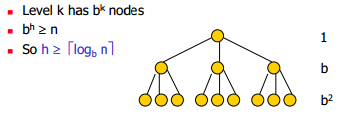 Level k has bᵏ nodes
bʰ ≥ n
So h ≥ ⌈log_b n⌉
1
b
b²